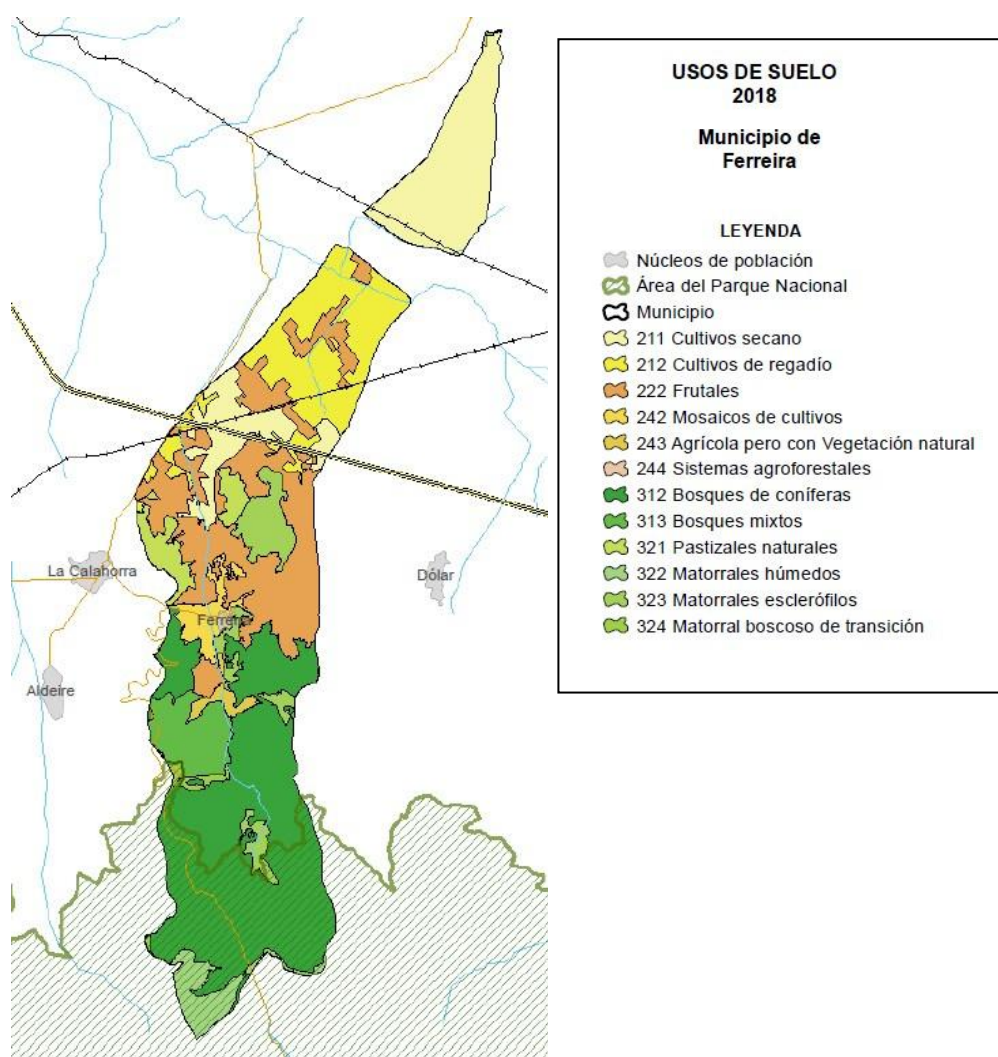 USOS DE SUELO
2018
Municipio de
Ferreira
LEYENDA
Núcleos de población
Área del Parque Nacional
Municipio
211 Cultivos secano
212 Cultivos de regadío
222 Frutales
242 Mosaicos de cultivos
243 Agrícola pero con Vegetación natural
244 Sistemas agroforestales
312 Bosques de coníferas
313 Bosques mixtos
321 Pastizales naturales
322 Matorrales húmedos
323 Matorrales esclerófilos
324 Matorral boscoso de transición
La Calahorra
Dólar
Ferreira
Aldeire